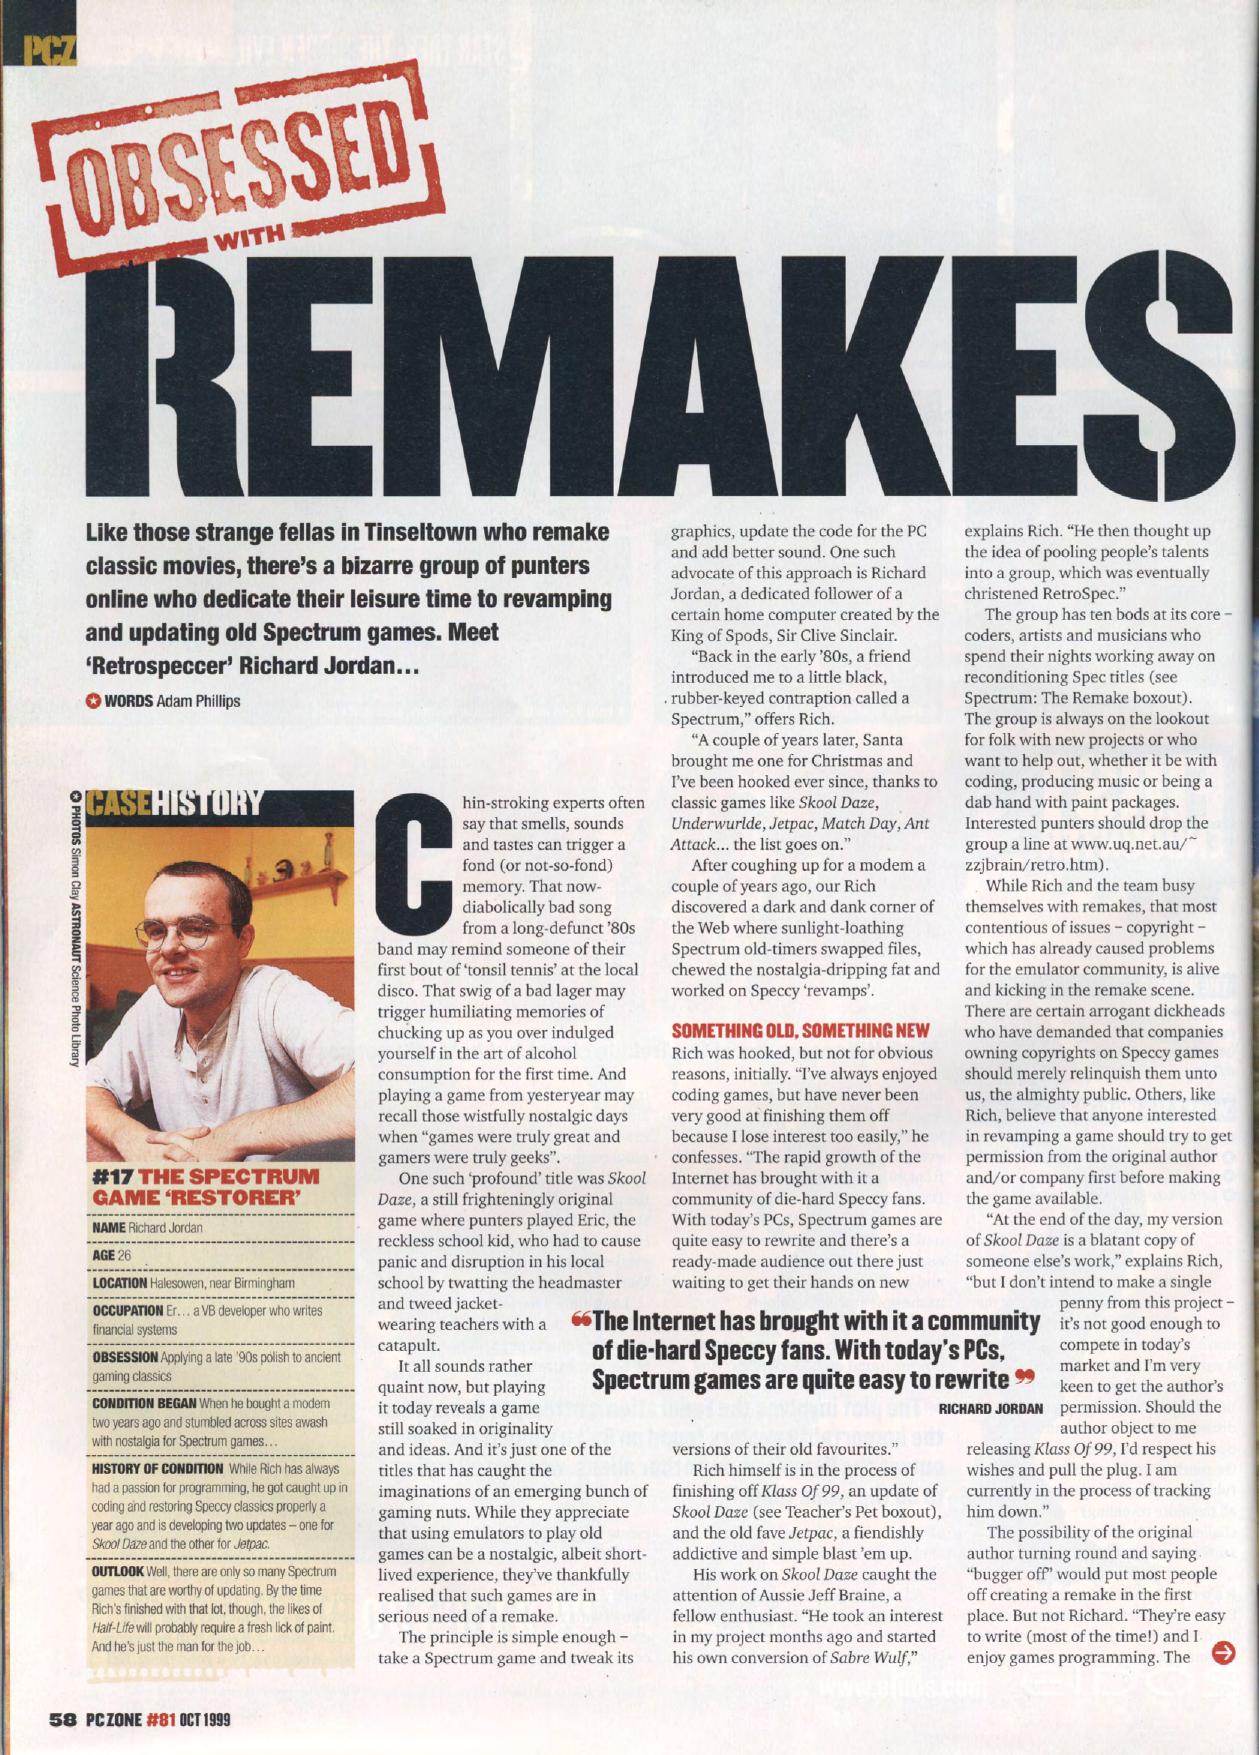 PCZ
OBSESSED
WITH
REMAKES
Like those strange fellas in Tinseltown who remake
classic movies, there's a bizarre group of punters
online who dedicate their leisure time to revamping
and updating old Spectrum games. Meet
‘Retrospeccer’ Richard Jordan...
WORDS Adam Phillips
PHOTOS Simon Clay ASTRONAUT Science Photo Library
CASEHISTORY
#17 THE SPECTRUM
GAME ‘RESTORER’
NAME Richard Jordan
AGE 26
LOCATION Halesowen, near Birmingham
OCCUPATION Er... a VB developer who writes
financial systems
OBSESSION Applying a late ’90s polish to ancient
gaming classics
CONDITION BEGAN When he bought a modem
two years ago and stumbled across sites awash
with nostalgia for Spectrum games...
HISTORY OF CONDITION While Rich has always
had a passion for programming, he got caught up in
coding and restoring Speccy classics properly a
year ago and is developing two updates – one for
Skool Daze and the other for Jetpac.
OUTLOOK Well, there are only so many Spectrum
games that are worthy of updating. By the time
Rich's finished with that lot, though, the likes of
Half-Life will probably require a fresh lick of paint.
And he's just the man for the job...
Chin-stroking experts often
say that smells, sounds
and tastes can trigger a
fond (or not-so-fond)
memory. That now-
diabolically bad song
from a long-defunct ’80s
band may remind someone of their
first bout of ‘tonsil tennis’ at the local
disco. That swig of a bad lager may
trigger humiliating memories of
chucking up as you over indulged
yourself in the art of alcohol
consumption for the first time. And
playing a game from yesteryear may
recall those wistfully nostalgic days
when “games were truly great and
gamers were truly geeks”.
One such ‘profound’ title was Skool
Daze, a still frighteningly original
game where punters played Eric, the
reckless school kid, who had to cause
panic and disruption in his local
school by twatting the headmaster
and tweed jacket-
wearing teachers with a
catapult.
It all sounds rather
quaint now, but playing
it today reveals a game
still soaked in originality
and ideas. And it's just one of the
titles that has caught the
imaginations of an emerging bunch of
gaming nuts. While they appreciate
that using emulators to play old
games can be a nostalgic, albeit short-
lived experience, they've thankfully
realised that such games are in
serious need of a remake.
The principle is simple enough –
take a Spectrum game and tweak its
graphics, update the code for the PC
and add better sound. One such
advocate of this approach is Richard
Jordan, a dedicated follower of a
certain home computer created by the
King of Spods, Sir Clive Sinclair.
“Back in the early ’80s, a friend
introduced me to a little black,
rubber-keyed contraption called a
Spectrum,” offers Rich.
“A couple of years later, Santa
brought me one for Christmas and
I've been hooked ever since, thanks to
classic games like Skool Daze,
Underwurlde, Jetpac, Match Day, Ant
Attack... the list goes on.”
After coughing up for a modem a
couple of years ago, our Rich
discovered a dark and dank corner of
the Web where sunlight-loathing
Spectrum old-timers swapped files,
chewed the nostalgia-dripping fat and
worked on Speccy ‘revamps’.
SOMETHING OLD, SOMETHING NEW
Rich was hooked, but not for obvious
reasons, initially. “I've always enjoyed
coding games, but have never been
very good at finishing them off
because I lose interest too easily,” he
confesses. “The rapid growth of the
Internet has brought with it a
community of die-hard Speccy fans.
With today's PCs, Spectrum games are
quite easy to rewrite and there's a
ready-made audience out there just
waiting to get their hands on new
“The Internet has brought with it a community
of die-hard Speccy fans. With today's PCs,
Spectrum games are quite easy to rewrite”
RICHARD JORDAN
versions of their old favourites.”
Rich himself is in the process of
finishing off Klass Of 99, an update of
Skool Daze (see Teacher's Pet boxout),
and the old fave Jetpac, a fiendishly
addictive and simple blast ’em up.
His work on Skool Daze caught the
attention of Aussie Jeff Braine, a
fellow enthusiast. “He took an interest
in my project months ago and started
his own conversion of Sabre Wulf,”
explains Rich. “He then thought up
the idea of pooling people's talents
into a group, which was eventually
christened RetroSpec.”
The group has ten bods at its core –
coders, artists and musicians who
spend their nights working away on
reconditioning Spec titles (see
Spectrum: The Remake boxout).
The group is always on the lookout
for folk with new projects or who
want to help out, whether it be with
coding, producing music or being a
dab hand with paint packages.
Interested punters should drop the
group a line at www.uq.net.au/~
zzjbrain/retro.htm).
While Rich and the team busy
themselves with remakes, that most
contentious of issues – copyright –
which has already caused problems
for the emulator community, is alive
and kicking in the remake scene.
There are certain arrogant dickheads
who have demanded that companies
owning copyrights on Speccy games
should merely relinquish them unto
us, the almighty public. Others, like
Rich, believe that anyone interested
in revamping a game should try to get
permission from the original author
and/or company first before making
the game available.
“At the end of the day, my version
of Skool Daze is a blatant copy of
someone else's work,” explains Rich,
“but I don't intend to make a single
penny from this project –
it's not good enough to
compete in today's
market and I'm very
keen to get the author's
permission. Should the
author object to me
releasing Klass Of 99, I'd respect his
wishes and pull the plug. I am
currently in the process of tracking
him down.”
The possibility of the original
author turning round and saying
“bugger off” would put most people
off creating a remake in the first
place. But not Richard. “They're easy
to write (most of the time!) and I
enjoy games programming. The
58 PC ZONE #81 OCT 1999